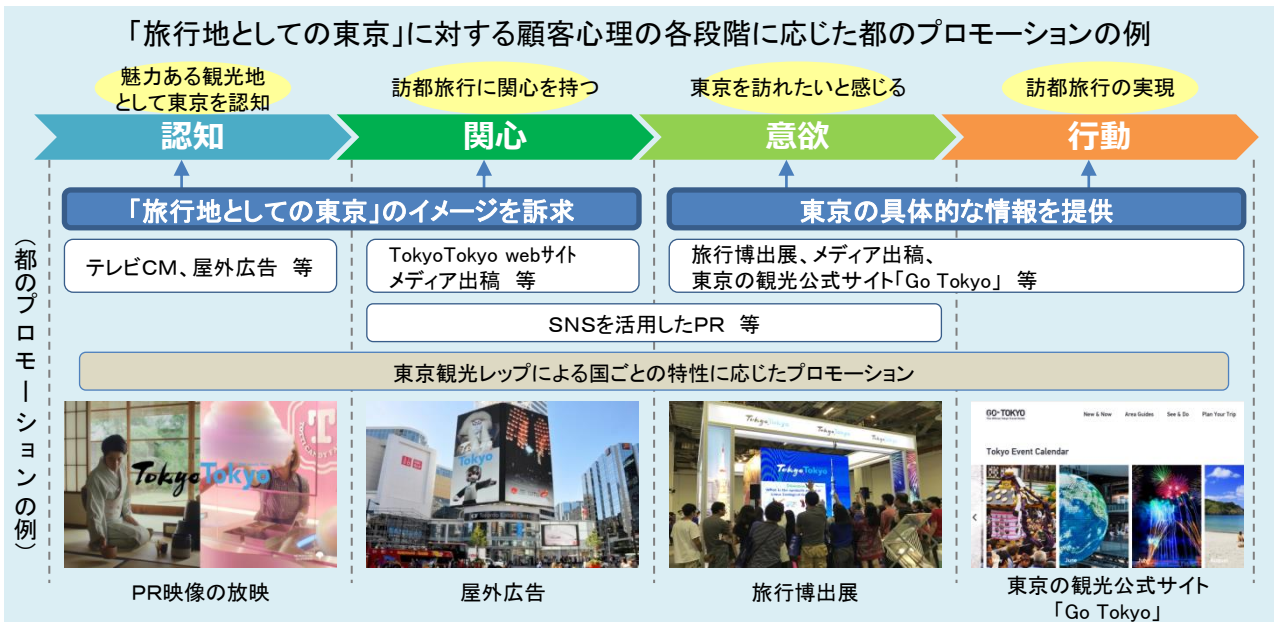 「旅行地としての東京」に対する顧客心理の各段階に応じた都のプロモーションの例
魅力ある観光地
として東京を認知
訪都旅行に関心を持つ
東京を訪れたいと感じる
訪都旅行の実現
認知
関心
意欲
行動
「旅行地としての東京」のイメージを訴求
東京の具体的な情報を提供
(都のプロモーションの例)
テレビCM、屋外広告 等
TokyoTokyo webサイト
メディア出稿 等
旅行博出展、メディア出稿、
東京の観光公式サイト「Go Tokyo」 等
SNSを活用したPR 等
東京観光レップによる国ごとの特性に応じたプロモーション
TokyoTokyo
Tokyo
TokyoTokyo
TokyoTokyo
TokyoTokyo
TokyoTokyo
GO TOKYO
New & Now
Area Guides
See & Do
Plan Your Trip
Tokyo Event Calendar
June
PR映像の放映
屋外広告
旅行博出展
東京の観光公式サイト
「Go Tokyo」